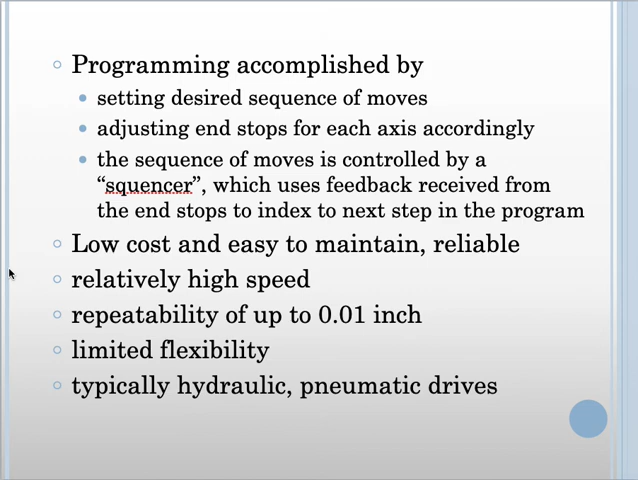 Programming accomplished by
setting desired sequence of moves
adjusting end stops for each axis accordingly
the sequence of moves is controlled by a
“squencer”, which uses feedback received from
the end stops to index to next step in the program
Low cost and easy to maintain, reliable
relatively high speed
repeatability of up to 0.01 inch
limited flexibility
typically hydraulic, pneumatic drives